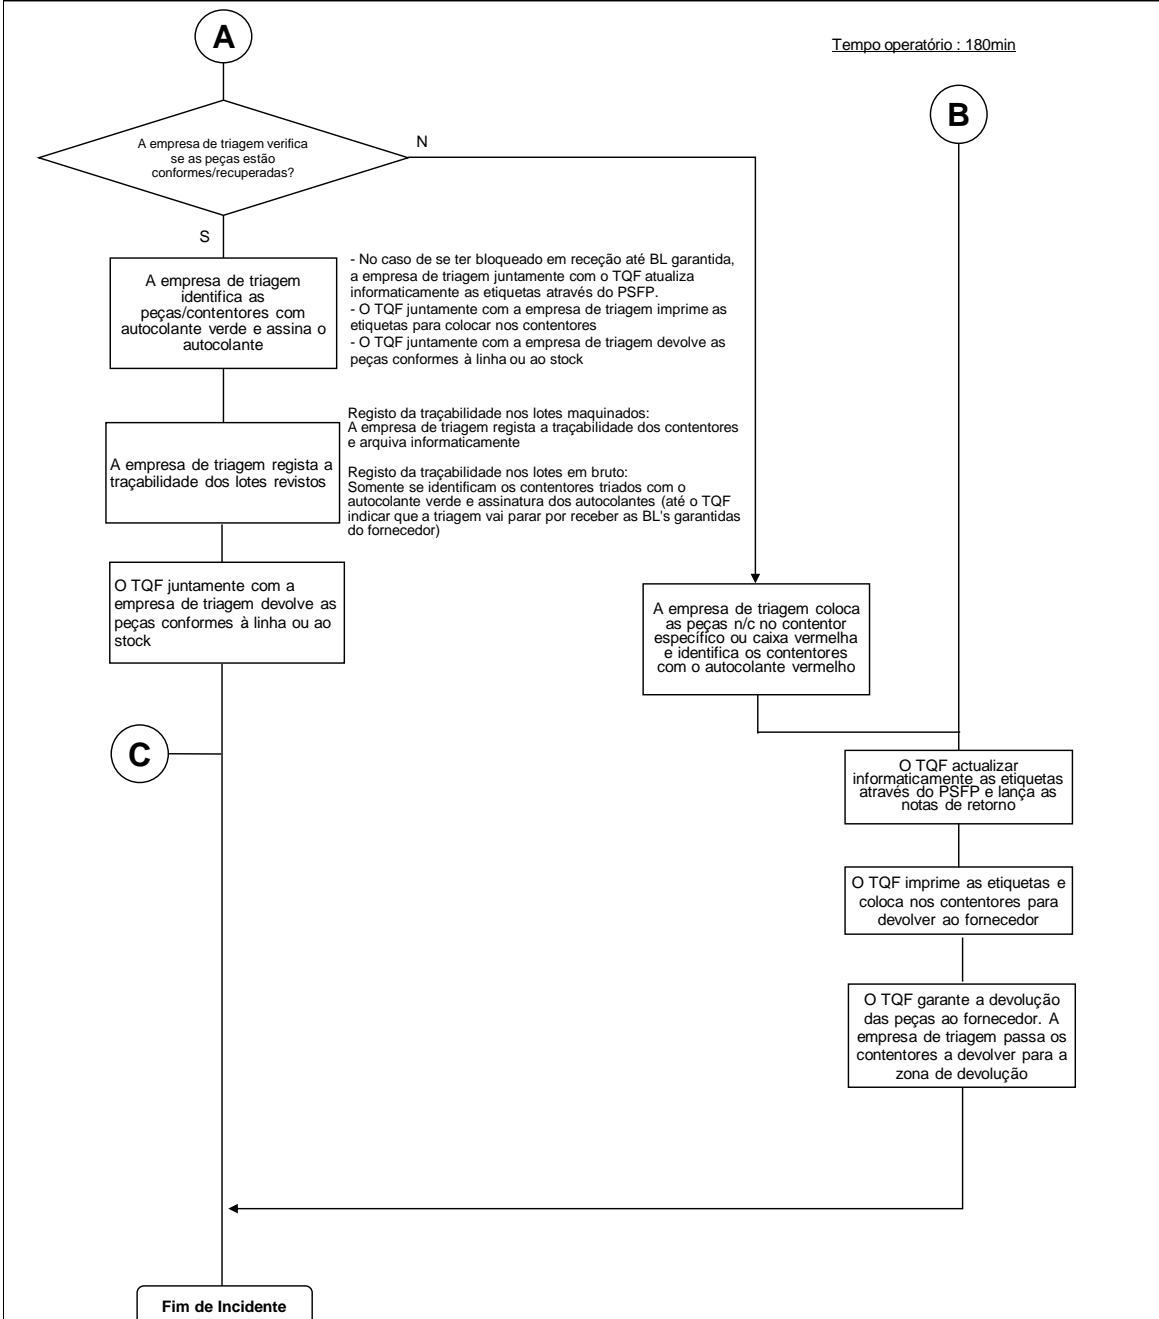 A
Tempo operatório : 180min
B
A empresa de triagem verifica
se as peças estão
conformes/recuperadas?
N
S
A empresa de triagem
identifica as
peças/contentores com
autocolante verde e assina o
autocolante
- No caso de se ter bloqueado em receção até BL garantida,
a empresa de triagem juntamente com o TQF atualiza
informaticamente as etiquetas através do PSFP.
- O TQF juntamente com a empresa de triagem imprime as
etiquetas para colocar nos contentores
- O TQF juntamente com a empresa de triagem devolve as
peças conformes à linha ou ao stock
A empresa de triagem regista a
traçabilidade dos lotes revistos
Registo da traçabilidade nos lotes maquinados:
A empresa de triagem regista a traçabilidade dos contentores
e arquiva informaticamente
Registo da traçabilidade nos lotes em bruto:
Somente se identificam os contentores triados com o
autocolante verde e assinatura dos autocolantes (até o TQF
indicar que a triagem vai parar por receber as BL's garantidas
do fornecedor)
O TQF juntamente com a
empresa de triagem devolve as
peças conformes à linha ou ao
stock
A empresa de triagem coloca
as peças n/c no contentor
específico ou caixa vermelha
e identifica os contentores
com o autocolante vermelho
C
O TQF actualizar
informaticamente as etiquetas
através do PSFP e lança as
notas de retorno
O TQF imprime as etiquetas e
coloca nos contentores para
devolver ao fornecedor
O TQF garante a devolução
das peças ao fornecedor. A
empresa de triagem passa os
contentores a devolver para a
zona de devolução
Fim de Incidente